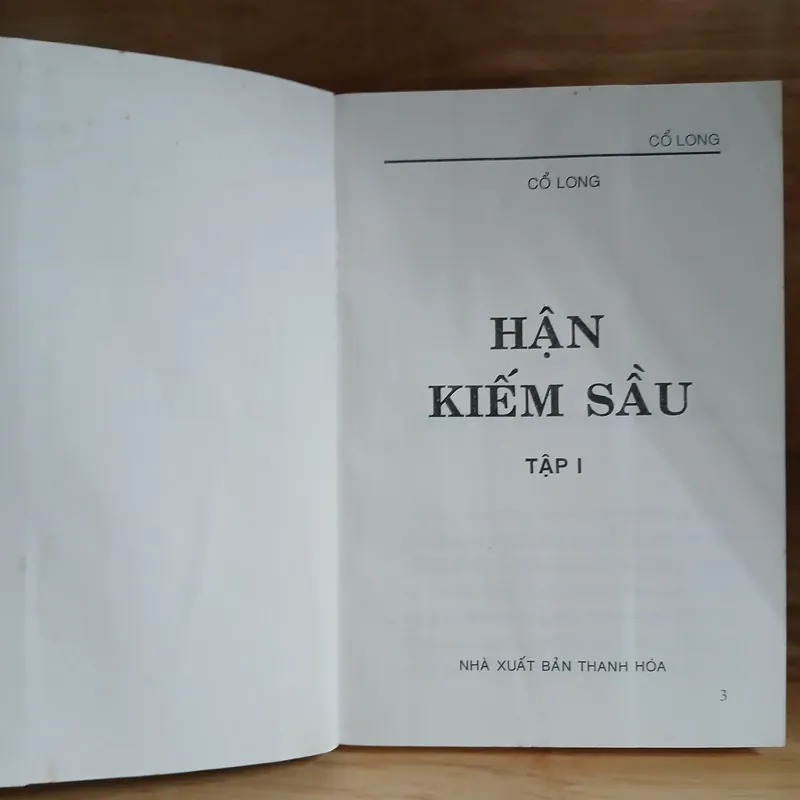 CỔ LONG
CỔ LONG
HẬN
KIẾM SẦU
TẬP I
NHÀ XUẤT BẢN THANH HÓA
3